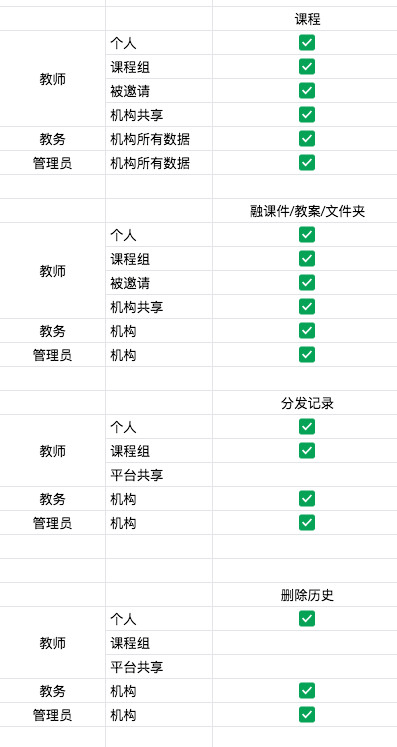 课程
教师
个人
课程组
被邀请
机构共享
教务 机构所有数据
管理员 机构所有数据
融课件/教案/文件夹
教师
个人
课程组
被邀请
机构共享
教务 机构
管理员 机构
分发记录
教师
个人
课程组
平台共享
教务 机构
管理员 机构
删除历史
教师
个人
课程组
平台共享
教务 机构
管理员 机构